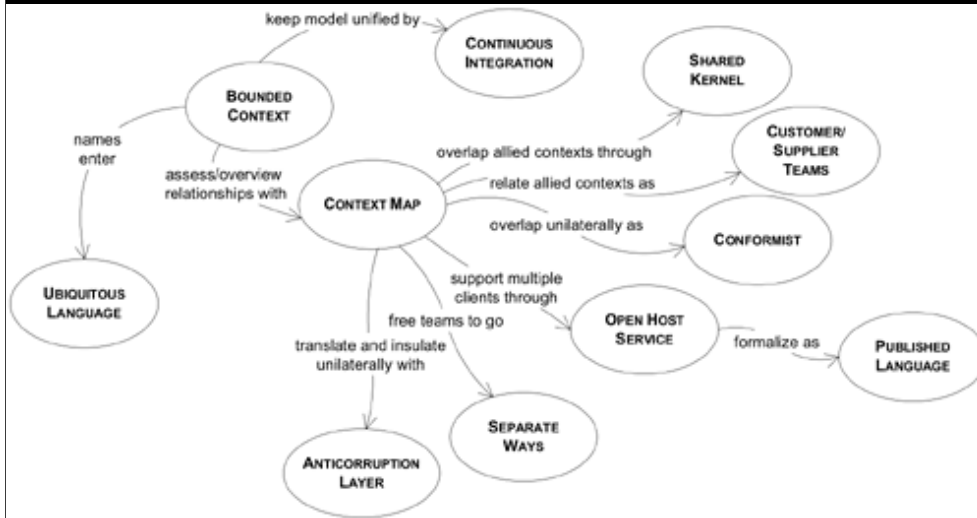 keep model unified by
CONTINUOUS
INTEGRATION
SHARED
KERNEL
BOUNDED
CONTEXT
names
enter
overlap allied contexts through
CUSTOMER/
SUPPLIER
TEAMS
assess/overview
relationships with
relate allied contexts as
CONTEXT MAP
overlap unilaterally as
CONFORMIST
UBIQUITOUS
LANGUAGE
support multiple
clients through
free teams to go
OPEN HOST
SERVICE
formalize as
PUBLISHED
LANGUAGE
translate and insulate
unilaterally with
SEPARATE
WAYS
ANTICORRUPTION
LAYER